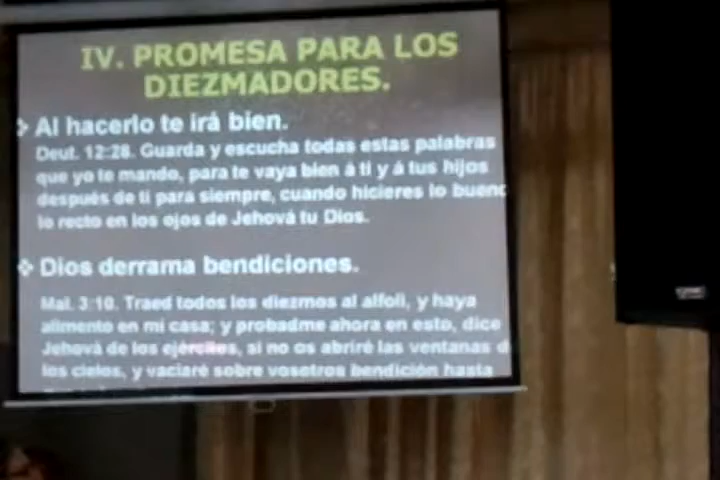 IV. PROMESA PARA LOS
DIEZMADORES.
Al hacerlo te irá bien.
Deut. 12:28. Guarda y escucha todas estas palabras
que yo te mando, para te vaya bien á ti y á tus hijos
después de ti para siempre, cuando hicieres lo bueno
lo recto en los ojos de Jehová tu Dios.
Dios derrama bendiciones.
Mal. 3:10. Traed todos los diezmos al alfolí, y haya
alimento en mi casa; y probadme ahora en esto, dice
Jehová de los ejércitos, si no os abriré las ventanas d
los cielos, y vaciaré sobre vosotros bendición hasta